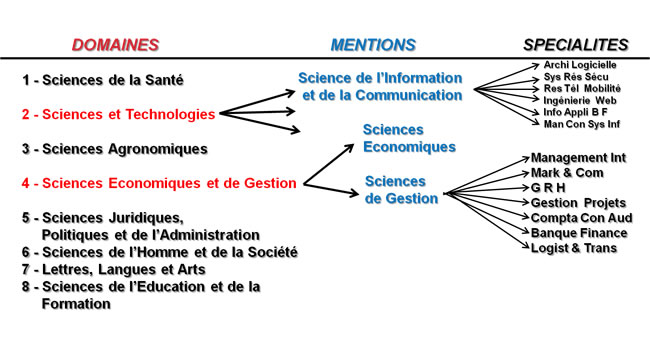 DOMAINES
MENTIONS
SPECIALITES
1 - Sciences de la Santé
2 - Sciences et Technologies
3 - Sciences Agronomiques
4 - Sciences Economiques et de Gestion
5 - Sciences Juridiques,
Politiques et de l’Administration
6 - Sciences de l’Homme et de la Société
7 - Lettres, Langues et Arts
8 - Sciences de l’Education et de la
Formation
Science de l’Information
et de la Communication
Sciences
Economiques
Sciences
de Gestion
Archi Logicielle
Sys Rés Sécu
Res Tél Mobilité
Ingénierie Web
Info Appli B F
Man Con Sys Inf
Management Int
Mark & Com
G R H
Gestion Projets
Compta Con Aud
Banque Finance
Logist & Trans